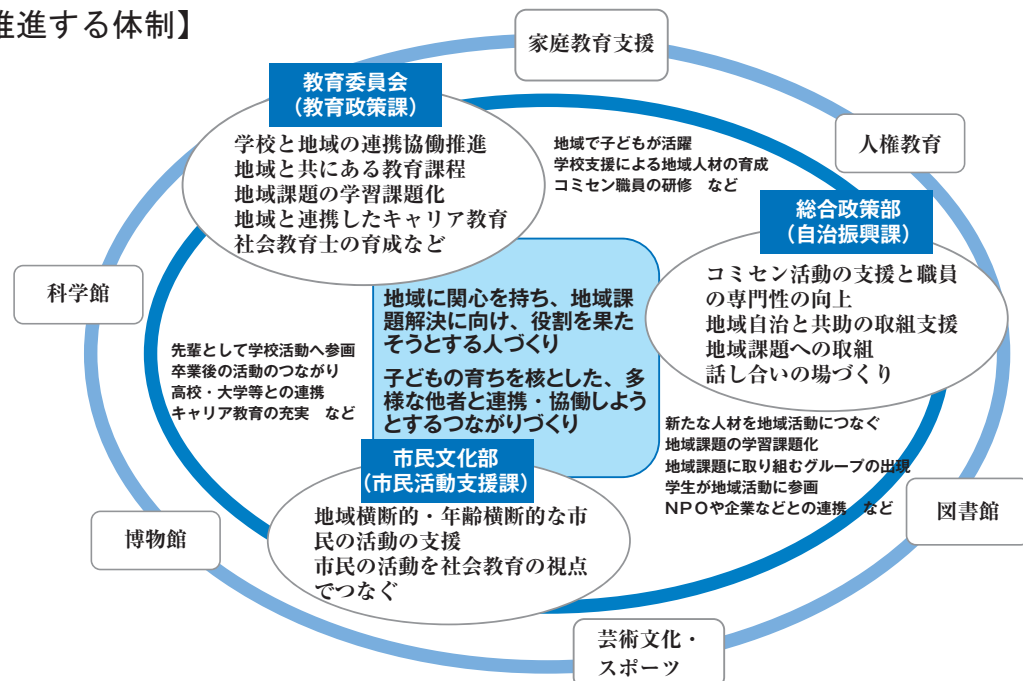 推進する体制】
家庭教育支援
教育委員会
（教育政策課）
学校と地域の連携協働推進
地域と共にある教育課程
地域課題の学習課題化
地域と連携したキャリア教育
社会教育士の育成など
地域で子どもが活躍
学校支援による地域人材の育成
コミセン職員の研修　など
人権教育
総合政策部
（自治振興課）
コミセン活動の支援と職員
の専門性の向上
地域自治と共助の取組支援
地域課題への取組
話し合いの場づくり
科学館
地域に関心を持ち、地域課
題解決に向け、役割を果た
そうとする人づくり
子どもの育ちを核とした、多
様な他者と連携・協働しよう
とするつながりづくり
先輩として学校活動へ参画
卒業後の活動のつながり
高校・大学等との連携
キャリア教育の充実　など
新たな人材を地域活動につなぐ
地域課題の学習課題化
地域課題に取り組むグループの出現
学生が地域活動に参画
ＮＰＯや企業などとの連携　など
市民文化部
（市民活動支援課）
地域横断的・年齢横断的な市
民の活動の支援
市民の活動を社会教育の視点
でつなぐ
博物館
図書館
芸術文化・
スポーツ